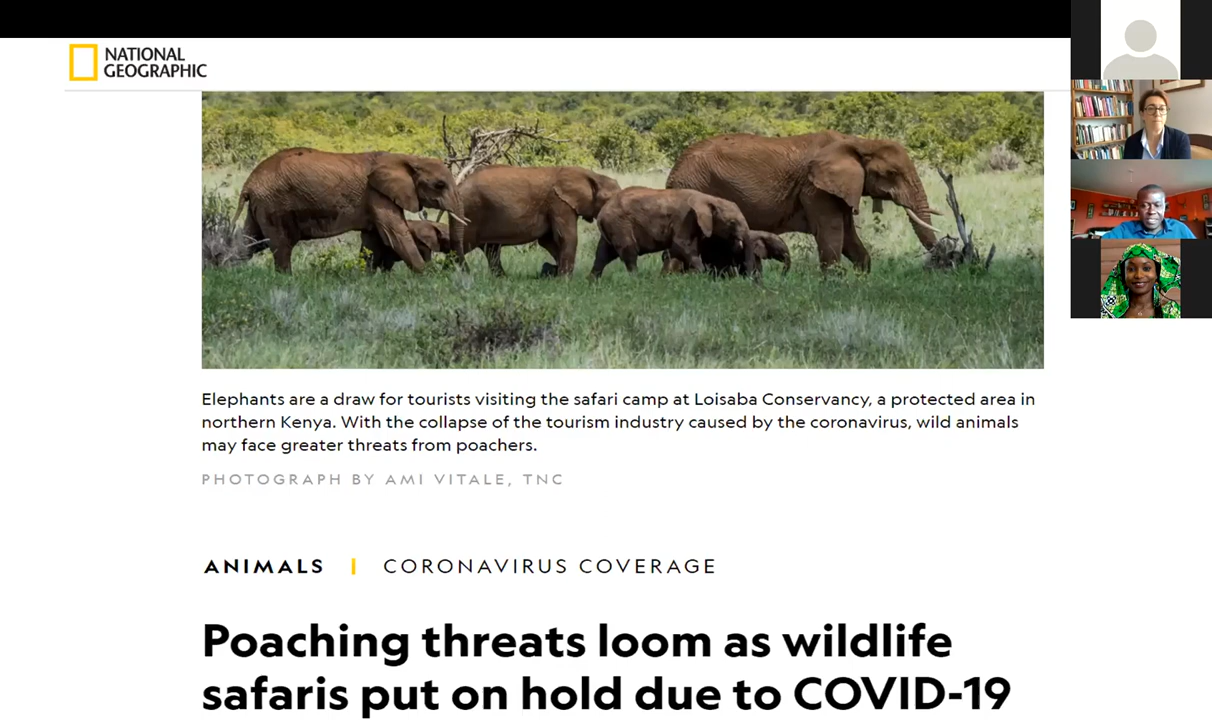 NATIONAL
GEOGRAPHIC
Elephants are a draw for tourists visiting the safari camp at Loisaba Conservancy, a protected area in
northern Kenya. With the collapse of the tourism industry caused by the coronavirus, wild animals
may face greater threats from poachers.
PHOTOGRAPH BY AMI VITALE, TNC
ANIMALS | CORONAVIRUS COVERAGE
Poaching threats loom as wildlife
safaris put on hold due to COVID-19